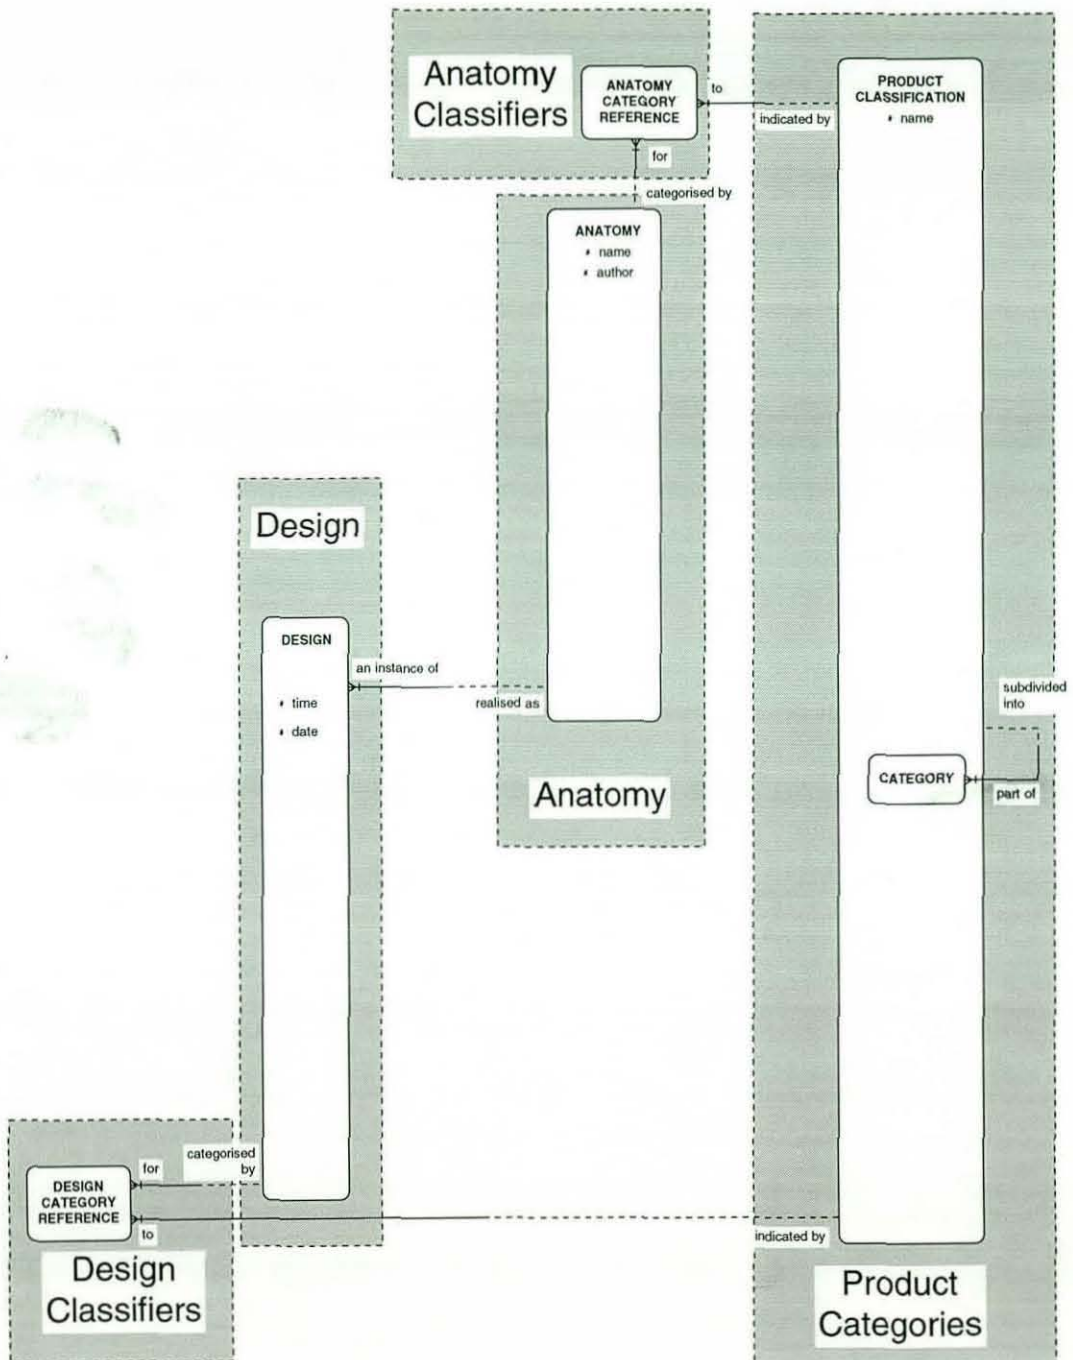 Anatomy
Classifiers
ANATOMY
CATEGORY
REFERENCE
to
indicated by
PRODUCT
CLASSIFICATION
name
for
categorised by
ANATOMY
name
author
Design
DESIGN
an instance of
time
realised as
date
subdivided
into
CATEGORY
part of
Anatomy
categorised
by
for
DESIGN
CATEGORY
REFERENCE
to
indicated by
Design
Classifiers
Product
Categories